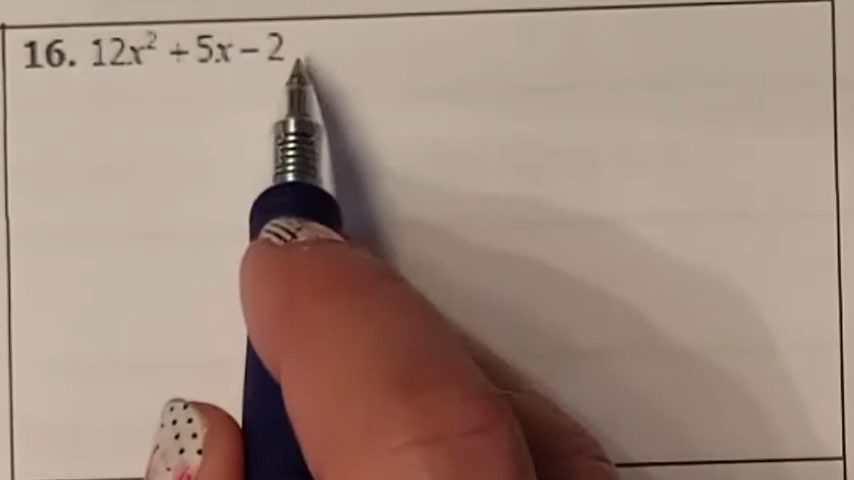 16. 12x² + 5x − 2